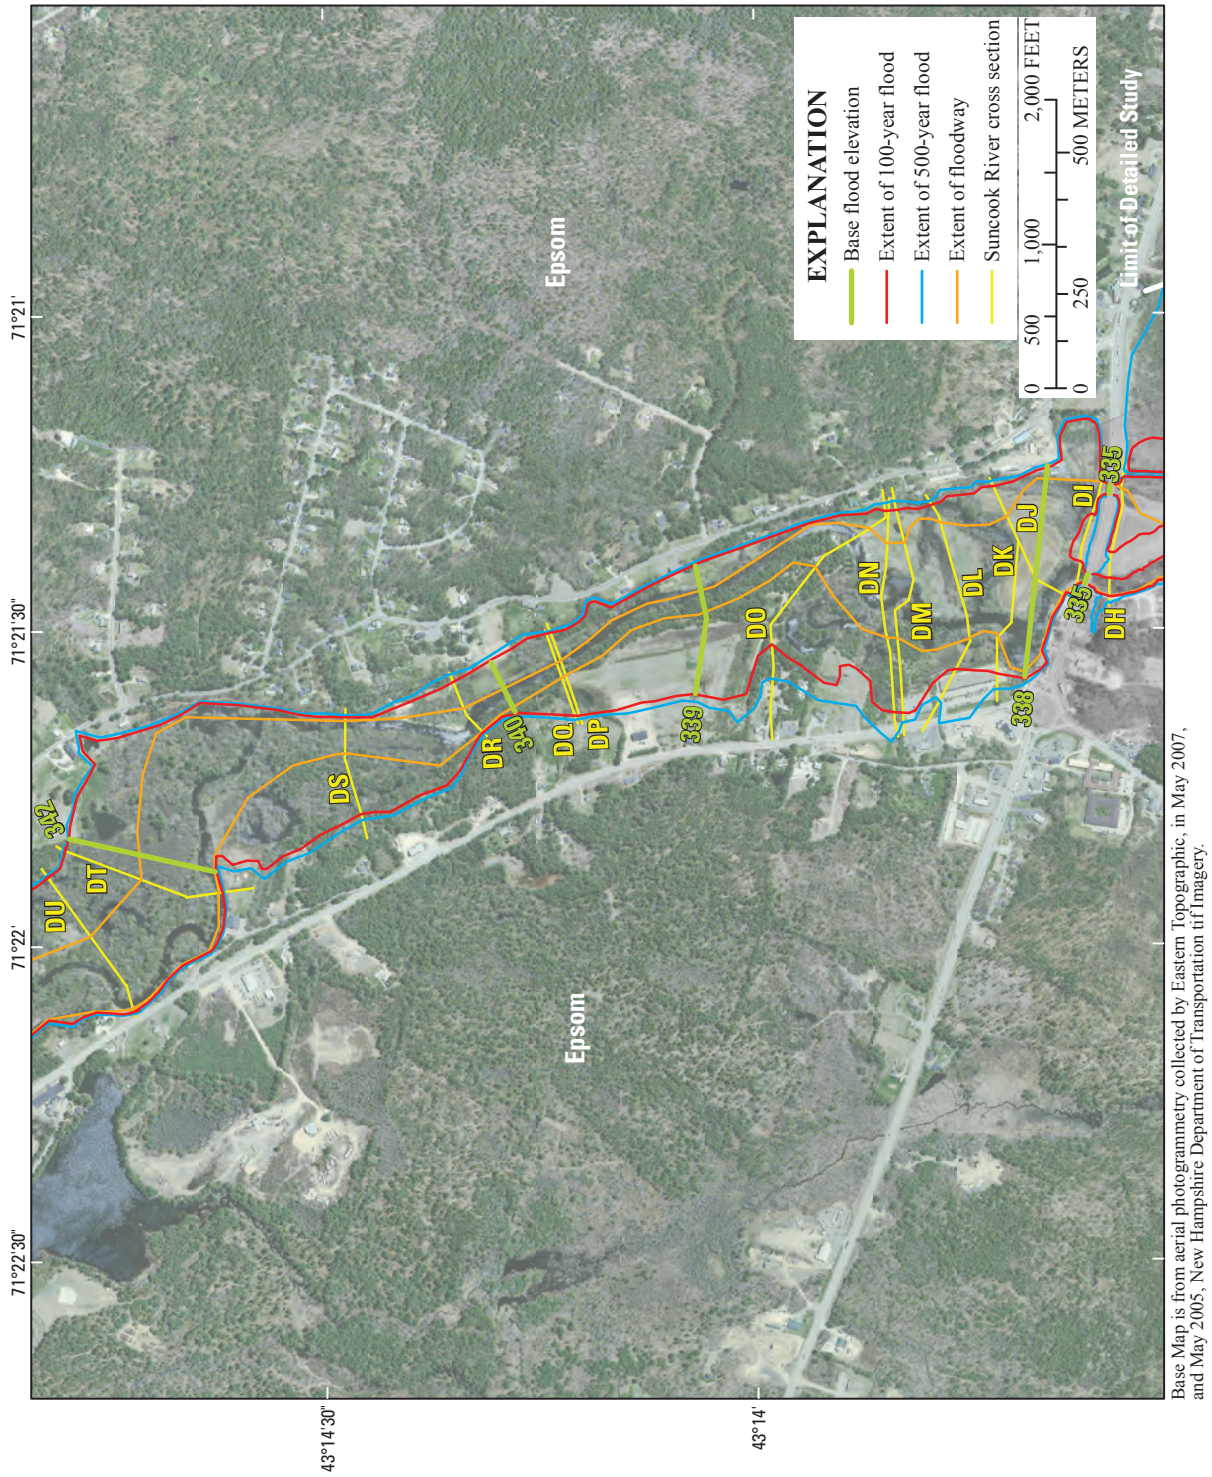 71°22'30"
71°22'
71°21'30"
71°21'
43°14'30"
43°14'
DU
DT
342
DS
DR
340
DQ
DP
339
DO
DN
DM
DL
DK
DJ
338
DI
335
335
DH
Epsom
Epsom
Limit of Detailed Study
EXPLANATION
Base flood elevation
Extent of 100-year flood
Extent of 500-year flood
Extent of floodway
Suncook River cross section
0 500 1,000 2,000 FEET
0 250 500 METERS
Base Map is from aerial photogrammetry collected by Eastern Topographic, in May 2007,
and May 2005, New Hampshire Department of Transportation tif Imagery.